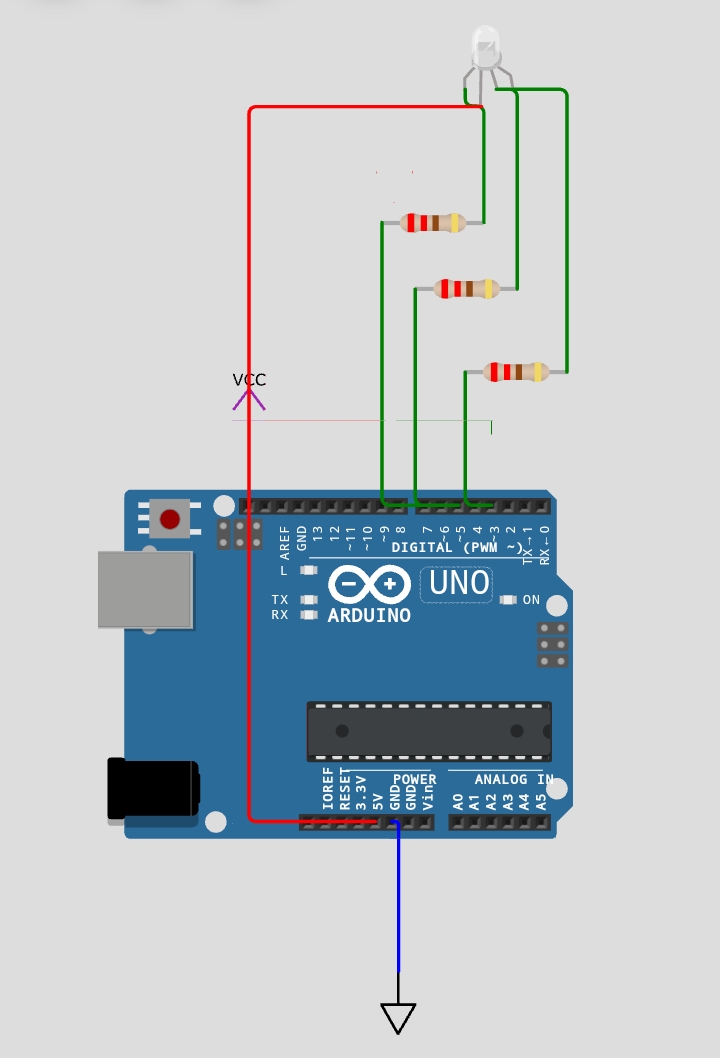 VCC
AREF
GND
13
12
~11
~10
~9
8
7
~6
~5
4
~3
2
TX→1
RX←0
DIGITAL (PWM ~)
UNO
TX
RX
ARDUINO
ON
IOREF
RESET
3.3V
5V
GND
GND
Vin
POWER
ANALOG IN
A0
A1
A2
A3
A4
A5